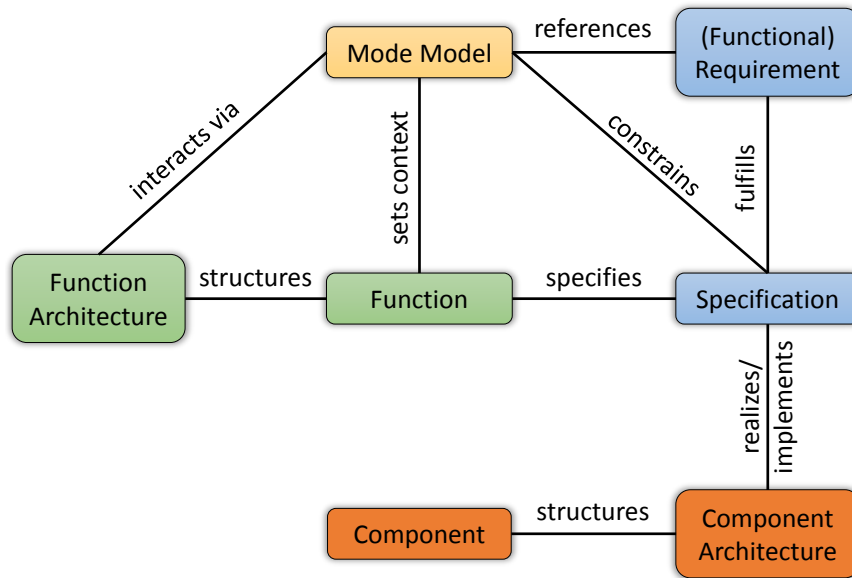 references
Mode Model
(Functional)
Requirement
interacts via
sets context
constrains
fulfills
Function
Architecture
structures
Function
specifies
Specification
realizes/
implements
Component
structures
Component
Architecture